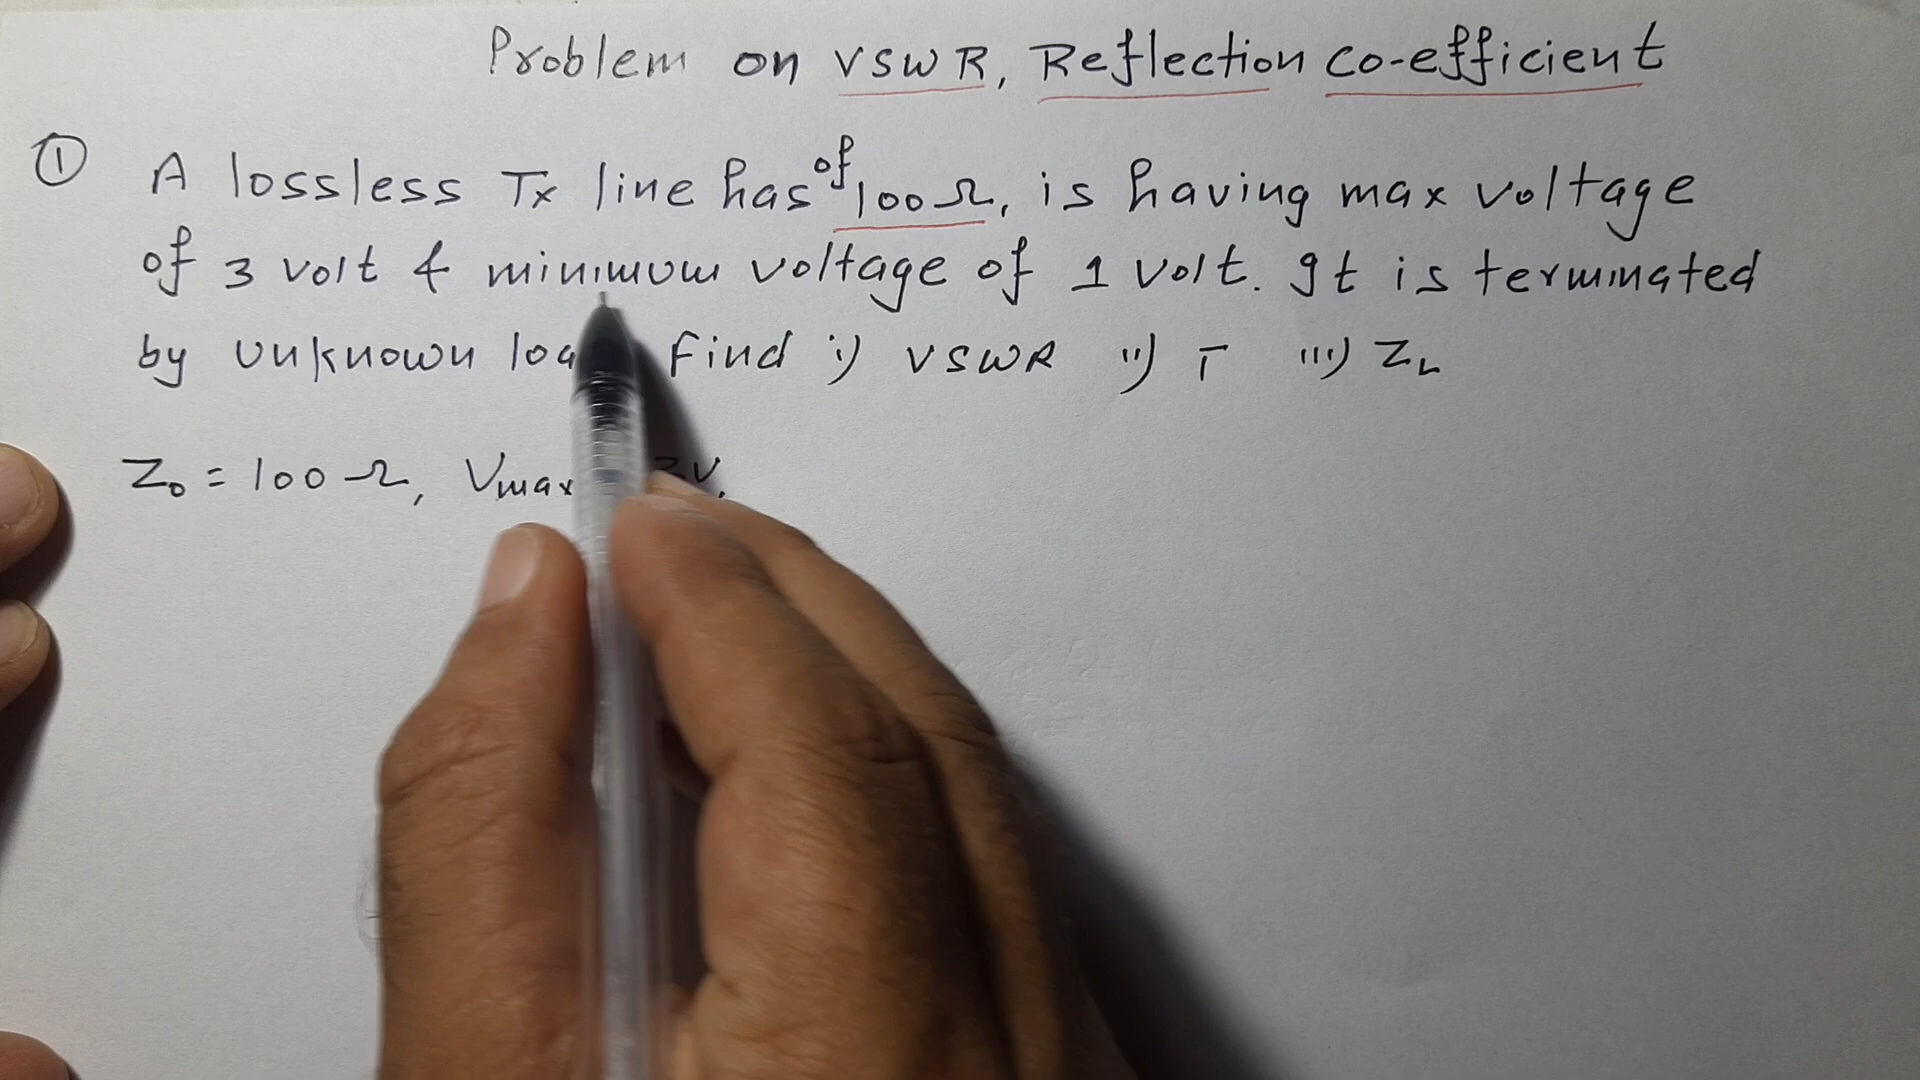 Problem on VSWR, Reflection co-efficient
① A lossless Tx line has of 100 Ω, is having max voltage
of 3 volt & minimum voltage of 1 volt. It is terminated
by unknown find i) VSWR ii) Γ iii) ZL
Z0 = 100 Ω, Vmax 3V,